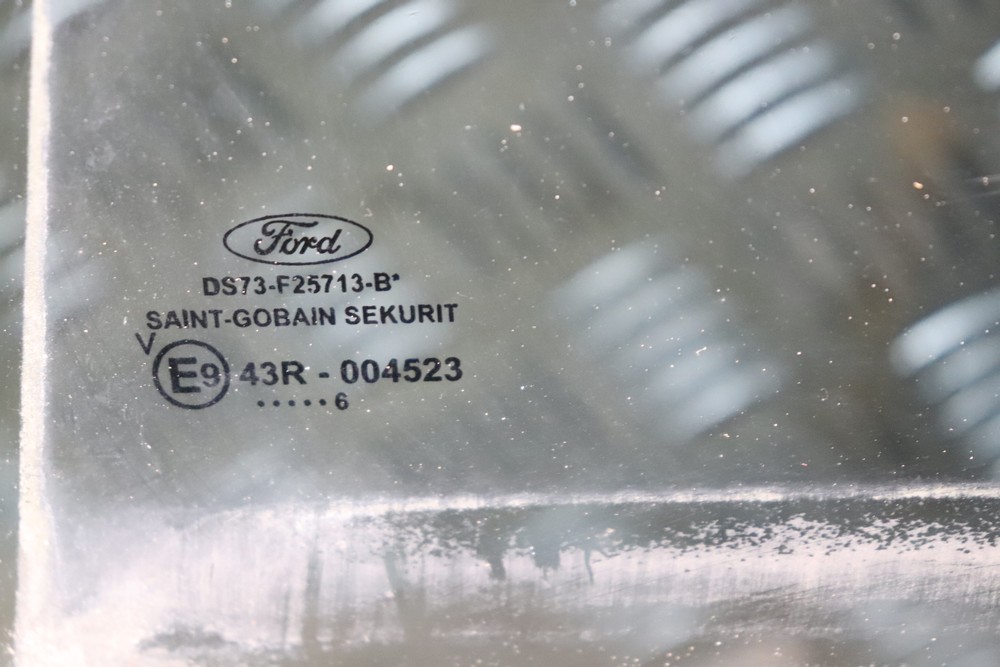 Ford
DS73-F25713-B*
SAINT-GOBAIN SEKURIT
V
E9 43R - 004523
.....6